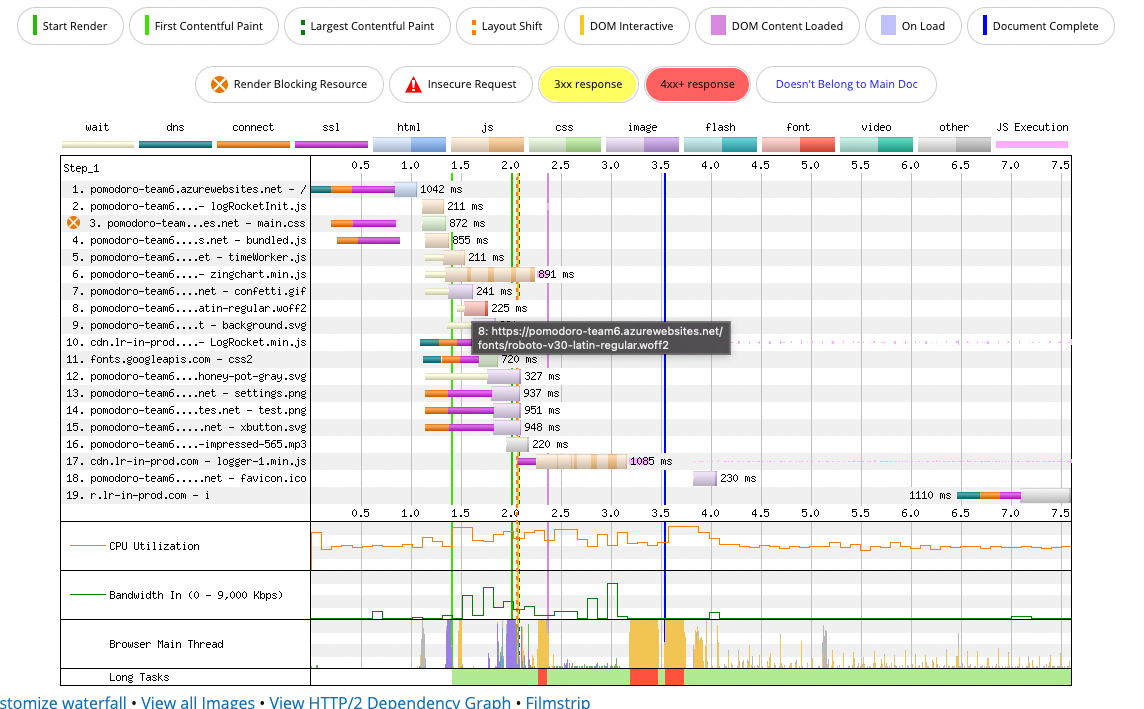 Start Render First Contentful Paint Largest Contentful Paint Layout Shift DOM Interactive DOM Content Loaded On Load Document Complete
Render Blocking Resource Insecure Request 3xx response 4xx+ response Doesn't Belong to Main Doc
wait dns connect ssl html js css image flash font video other JS Execution
Step_1 0.5 1.0 1.5 2.0 2.5 3.0 3.5 4.0 4.5 5.0 5.5 6.0 6.5 7.0 7.5
1. pomodoro-team6.azurewebsites.net - / 1042 ms
2. pomodoro-team6....- logRocketInit.js 211 ms
3. pomodoro-team...es.net - main.css 872 ms
4. pomodoro-team6....s.net - bundled.js 855 ms
5. pomodoro-team6....et - timeWorker.js 211 ms
6. pomodoro-team6....- zingchart.min.js 891 ms
7. pomodoro-team6....net - confetti.gif 241 ms
8. pomodoro-team6....atin-regular.woff2 225 ms
9. pomodoro-team6....t - background.svg
8: https://pomodoro-team6.azurewebsites.net/
fonts/roboto-v30-latin-regular.woff2
10. cdn.lr-in-prod.... - LogRocket.min.js
11. fonts.googleapis.com - css2 720 ms
12. pomodoro-team6....honey-pot-gray.svg 327 ms
13. pomodoro-team6....net - settings.png 937 ms
14. pomodoro-team6....tes.net - test.png 951 ms
15. pomodoro-team6.....net - xbutton.svg 948 ms
16. pomodoro-team6....-impressed-565.mp3 220 ms
17. cdn.lr-in-prod.com - logger-1.min.js 1085 ms
18. pomodoro-team6.....net - favicon.ico 230 ms
19. r.lr-in-prod.com - i 1110 ms
0.5 1.0 1.5 2.0 2.5 3.0 3.5 4.0 4.5 5.0 5.5 6.0 6.5 7.0 7.5
CPU Utilization
Bandwidth In (0 - 9,000 Kbps)
Browser Main Thread
Long Tasks
stomize waterfall • View all Images • View HTTP/2 Dependency Graph • Filmstrip